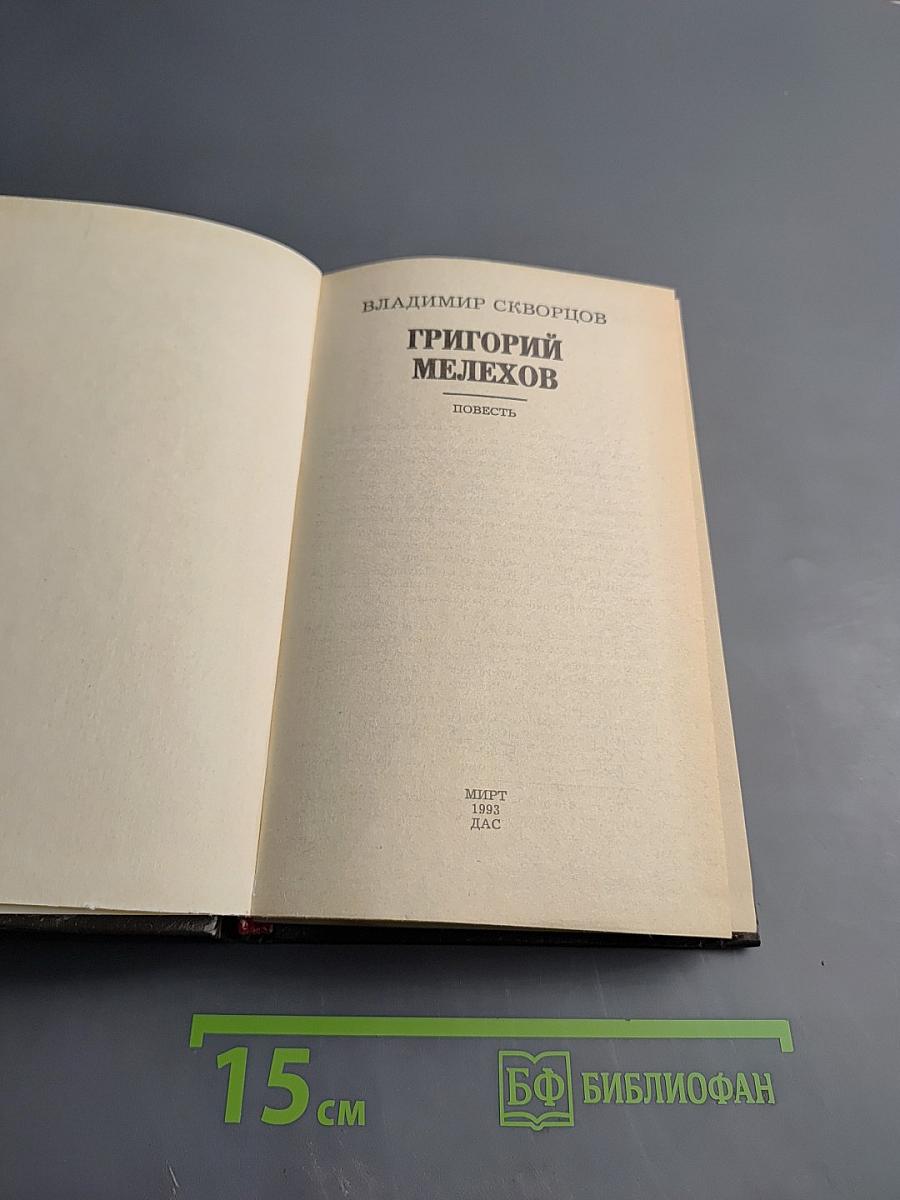 ВЛАДИМИР СКВОРЦОВ
ГРИГОРИЙ
МЕЛЕХОВ
ПОВЕСТЬ
МИРТ
1993
ДАС
15 см
БФ БИБЛИОФАН